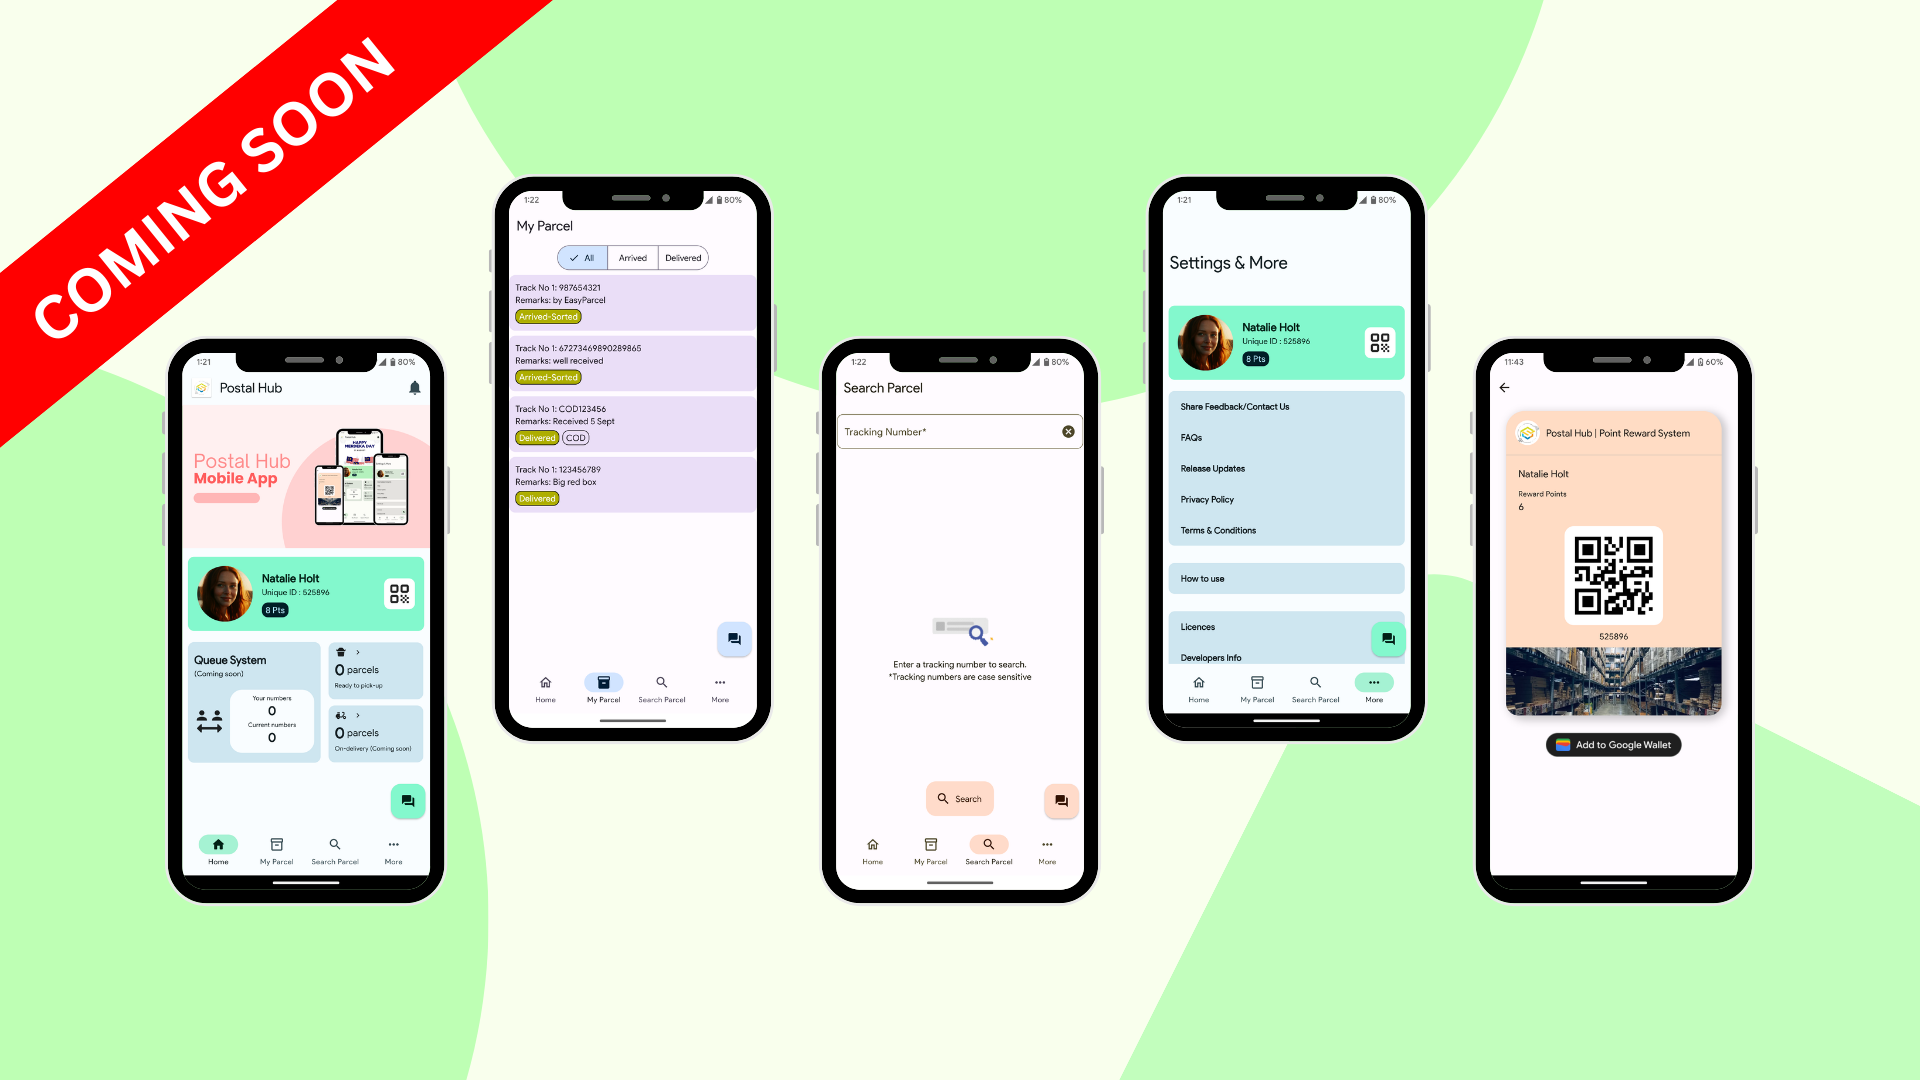 COMING SOON
1:21
80%
Postal Hub
Postal Hub
Mobile App
Natalie Holt
Unique ID : 525896
8 Pts
Queue System
(Coming soon)
Your numbers
0
Current numbers
0
0 parcels
Ready to pick-up
0 parcels
On-delivery (Coming soon)
Home
My Parcel
Search Parcel
More
1:22
80%
My Parcel
All
Arrived
Delivered
Track No 1: 987654321
Remarks: by EasyParcel
Arrived-Sorted
Track No 1: 67273469890289865
Remarks: well received
Arrived-Sorted
Track No 1: COD123456
Remarks: Received 5 Sept
Delivered
COD
Track No 1: 123456789
Remarks: Big red box
Delivered
Home
My Parcel
Search Parcel
More
1:22
80%
Search Parcel
Tracking Number*
Enter a tracking number to search.
*Tracking numbers are case sensitive
Search
Home
My Parcel
Search Parcel
More
1:21
80%
Settings & More
Natalie Holt
Unique ID : 525896
8 Pts
Share Feedback/Contact Us
FAQs
Release Updates
Privacy Policy
Terms & Conditions
How to use
Licences
Developers Info
Home
My Parcel
Search Parcel
More
11:43
60%
Postal Hub | Point Reward System
Natalie Holt
Reward Points
6
525896
Add to Google Wallet